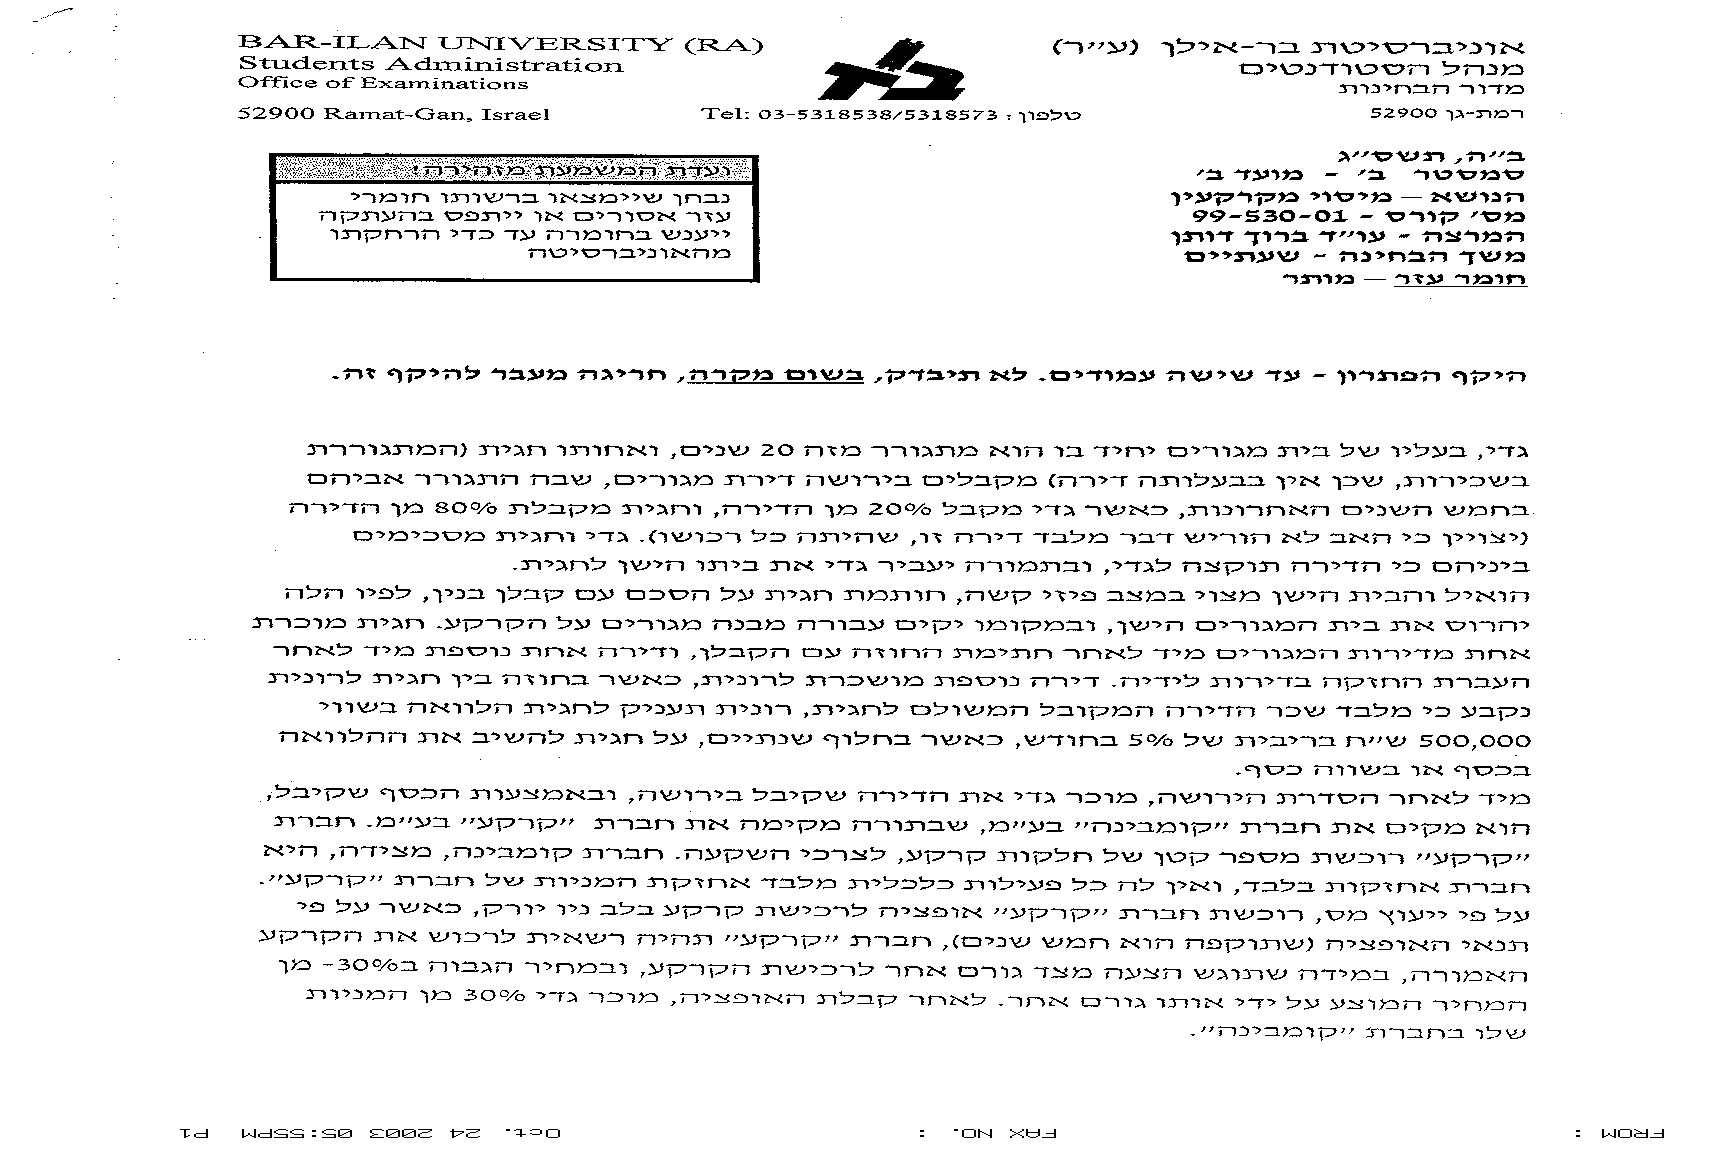 BAR-ILAN UNIVERSITY (RA)
Students Administration
Office of Examinations
52900 Ramat-Gan, Israel
Tel: 03-5318538/5318573 : טלפון
אוניברסיטת בר-אילן (ע״ר)
מנהל הסטודנטים
מדור הבחינות
רמת-גן 52900
ועדת המשמעת מזהירה!
נבחן שיימצאו ברשותו חומרי
עזר אסורים או ייתפס בהעתקה
ייענש בחומרה עד כדי הרחקתו
מהאוניברסיטה
ב״ה, תשס״ג
סמסטר ב׳ - מועד ב׳
הנושא – מיסוי מקרקעין
מס׳ קורס - 99-530-01
המרצה - עו״ד ברוך דותן
משך הבחינה - שעתיים
חומר עזר – מותר
היקף הפתרון - עד שישה עמודים. לא תיבדק, בשום מקרה, חריגה מעבר להיקף זה.
גדי, בעליו של בית מגורים יחיד בו הוא מתגורר מזה 20 שנים, ואחותו חגית (המתגוררת
בשכירות, שכן אין בבעלותה דירה) מקבלים בירושה דירת מגורים, שבה התגורר אביהם
בחמש השנים האחרונות, כאשר גדי מקבל 20% מן הדירה, וחגית מקבלת 80% מן הדירה
(יצויין כי האב לא הוריש דבר מלבד דירה זו, שהיתה כל רכושו). גדי וחגית מסכימים
ביניהם כי הדירה תוקצה לגדי, ובתמורה יעביר גדי את ביתו הישן לחגית.
הואיל והבית הישן מצוי במצב פיזי קשה, חותמת חגית על הסכם עם קבלן בנין, לפיו הלה
יהרוס את בית המגורים הישן, ובמקומו יקים עבורה מבנה מגורים על הקרקע. חגית מוכרת
אחת מדירות המגורים מיד לאחר חתימת החוזה עם הקבלן, ודירה אחת נוספת מיד לאחר
העברת החזקה בדירות לידיה. דירה נוספת מושכרת לרונית, כאשר בחוזה בין חגית לרונית
נקבע כי מלבד שכר הדירה המקובל המשולם לחגית, רונית תעניק לחגית הלוואה בשווי
500,000 ש״ח בריבית של 5% בחודש, כאשר בחלוף שנתיים, על חגית להשיב את ההלוואה
בכסף או בשווה כסף.
מיד לאחר הסדרת הירושה, מוכר גדי את הדירה שקיבל בירושה, ובאמצעות הכסף שקיבל,
הוא מקים את חברת ״קומבינה״ בע״מ, שבתורה מקימה את חברת ״קרקע״ בע״מ. חברת
״קרקע״ רוכשת מספר קטן של חלקות קרקע, לצרכי השקעה. חברת קומבינה, מצידה, היא
חברת אחזקות בלבד, ואין לה כל פעילות כלכלית מלבד אחזקת המניות של חברת ״קרקע״.
על פי ייעוץ מס, רוכשת חברת ״קרקע״ אופציה לרכישת קרקע בלב ניו יורק, כאשר על פי
תנאי האופציה (שתוקפה הוא חמש שנים), חברת ״קרקע״ תהיה רשאית לרכוש את הקרקע
האמורה, במידה שתוגש הצעה מצד גורם אחר לרכישת הקרקע, ובמחיר הגבוה ב30%- מן
המחיר המוצע על ידי אותו גורם אחר. לאחר קבלת האופציה, מוכר גדי 30% מן המניות
שלו בחברת ״קומבינה״.
FROM :
FAX NO. :
Oct. 24 2003 05:55PM P1